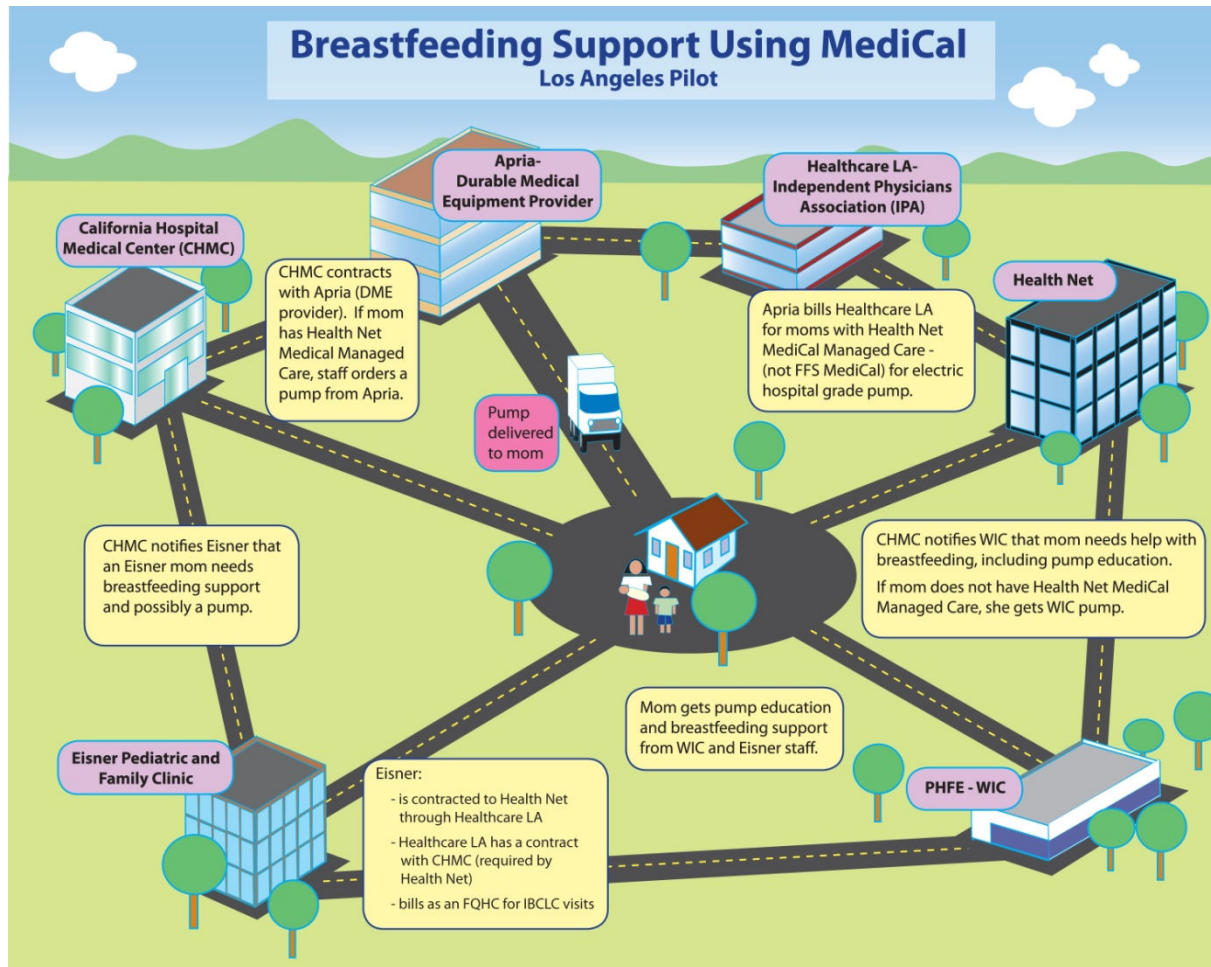 Breastfeeding Support Using MediCal
Los Angeles Pilot
Apria-
Durable Medical
Equipment Provider
Healthcare LA-
Independent Physicians
Association (IPA)
California Hospital
Medical Center (CHMC)
Health Net
CHMC contracts
with Apria (DME
provider).  If mom
has Health Net
Medical Managed
Care, staff orders a
pump from Apria.
Apria bills Healthcare LA
for moms with Health Net
MediCal Managed Care -
(not FFS MediCal) for electric
hospital grade pump.
Pump
delivered
to mom
CHMC notifies Eisner that
an Eisner mom needs
breastfeeding support
and possibly a pump.
CHMC notifies WIC that mom needs help with
breastfeeding, including pump education.
If mom does not have Health Net MediCal
Managed Care, she gets WIC pump.
Mom gets pump education
and breastfeeding support
from WIC and Eisner staff.
Eisner Pediatric and
Family Clinic
Eisner:
- is contracted to Health Net
through Healthcare LA
- Healthcare LA has a contract
with CHMC (required by
Health Net)
- bills as an FQHC for IBCLC visits
PHFE - WIC